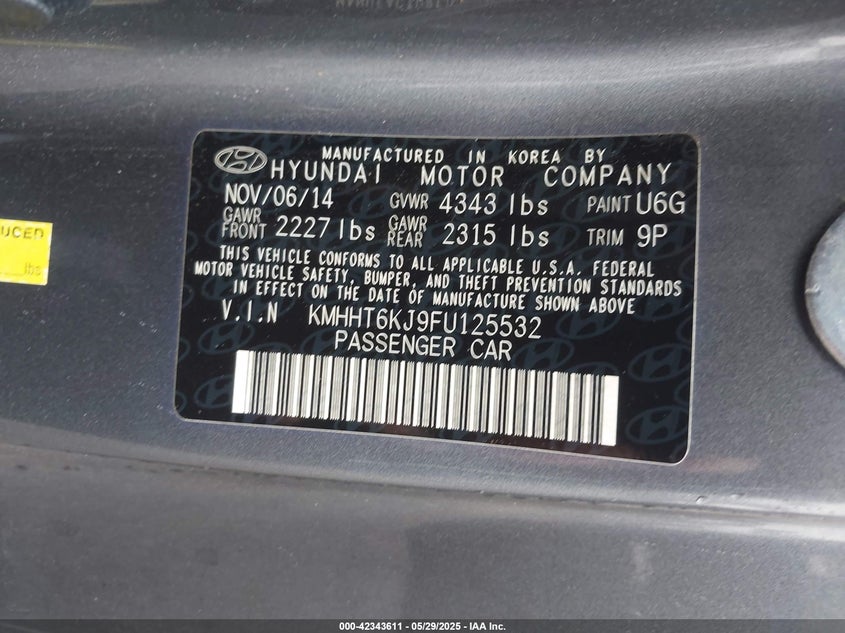 MANUFACTURED IN KOREA BY
HYUNDAI MOTOR COMPANY
NOV/06/14 GVWR 4343 lbs PAINT U6G
GAWR FRONT 2227 lbs GAWR REAR 2315 lbs TRIM 9P
THIS VEHICLE CONFORMS TO ALL APPLICABLE U.S.A. FEDERAL
MOTOR VEHICLE SAFETY, BUMPER, AND THEFT PREVENTION STANDARDS
IN EFFECT ON THE DATE OF MANUFACTURE SHOWN ABOVE
V.I.N KMHHT6KJ9FU125532
PASSENGER CAR
UCED
lbs
000-42343611 - 05/29/2025 - IAA Inc.